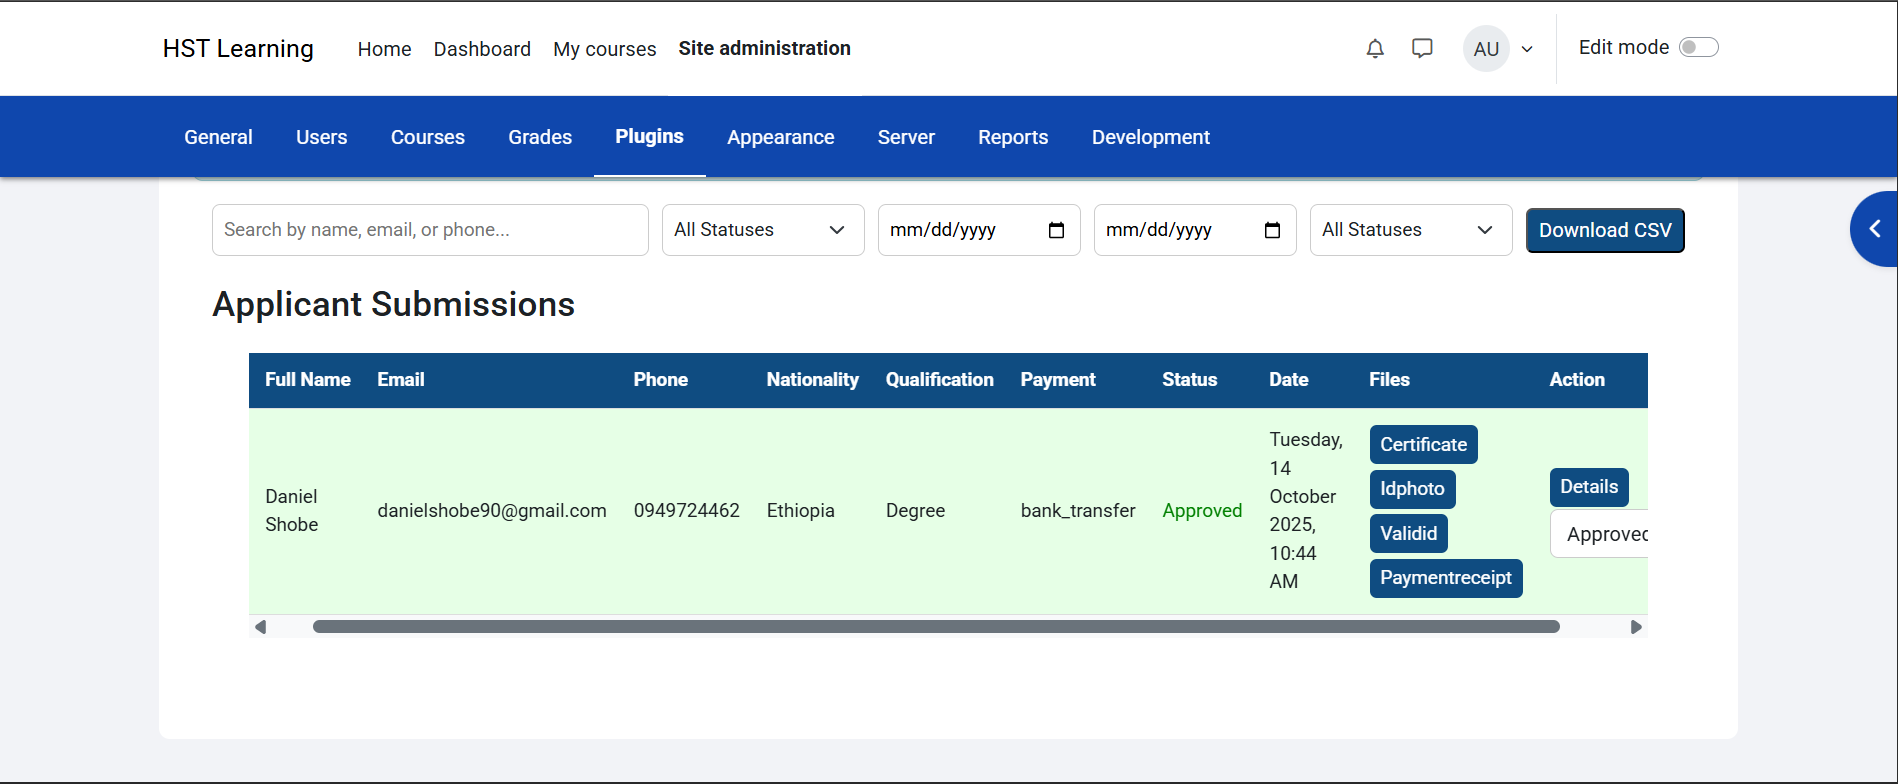 HST Learning Home Dashboard My courses Site administration AU Edit mode
General Users Courses Grades Plugins Appearance Server Reports Development
Search by name, email, or phone... All Statuses mm/dd/yyyy mm/dd/yyyy All Statuses Download CSV
Applicant Submissions
Full Name Email Phone Nationality Qualification Payment Status Date Files Action
Daniel
Shobe
danielshobe90@gmail.com
0949724462
Ethiopia
Degree
bank_transfer
Approved
Tuesday,
14
October
2025,
10:44
AM
Certificate
Idphoto
Validid
Paymentreceipt
Details
Approved